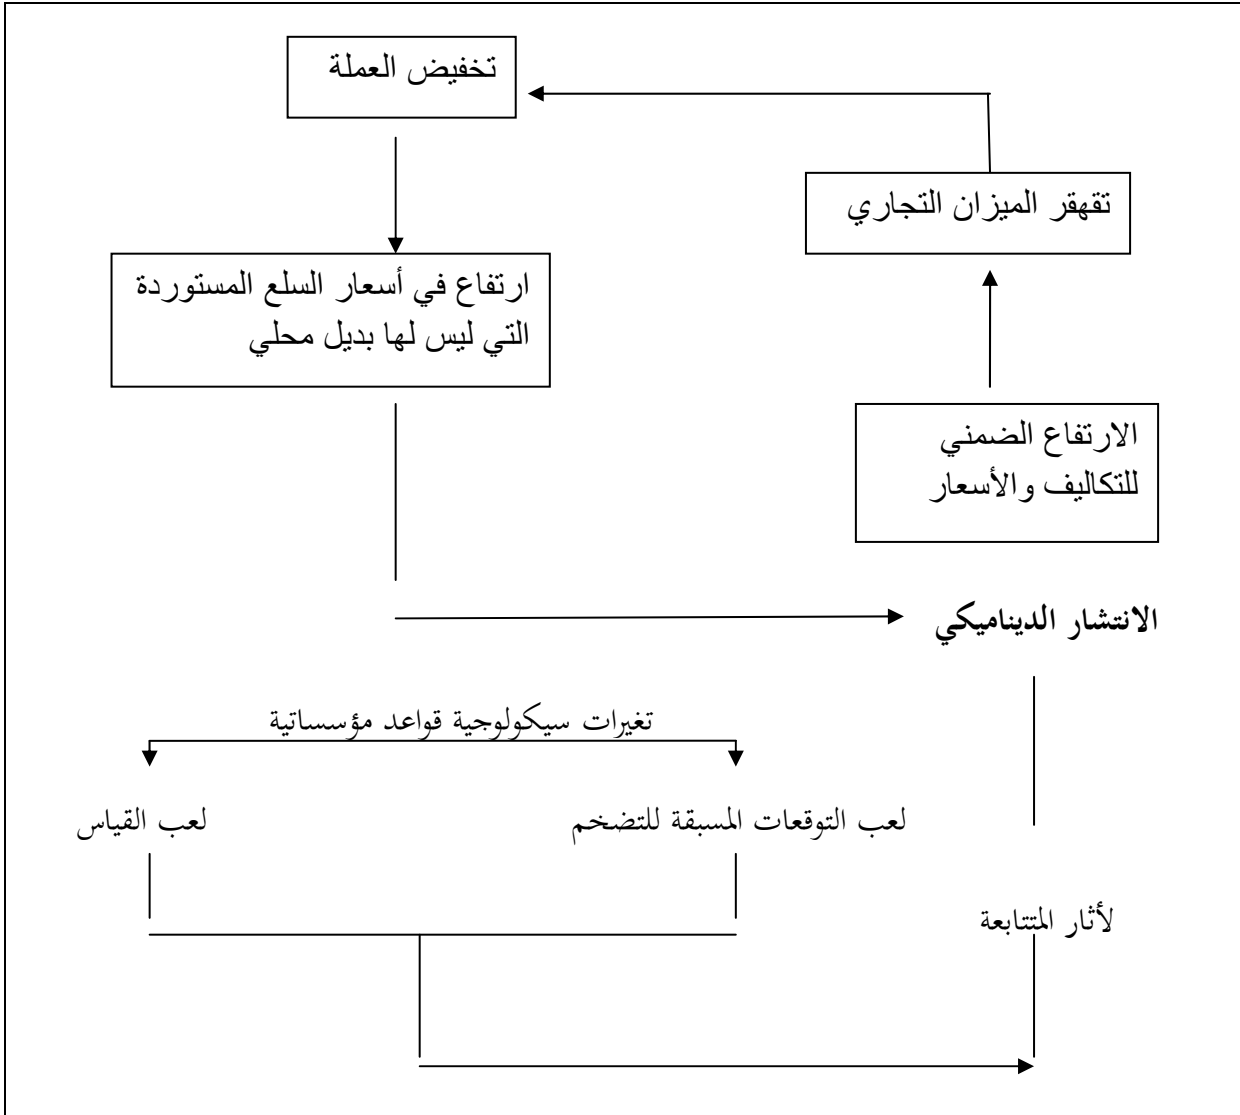 تخفيض العملة
تقهقر الميزان التجاري
ارتفاع في أسعار السلع المستوردة
التي ليس لها بديل محلي
الارتفاع الضمني
للتكاليف والأسعار
الانتشار الديناميكي
تغيرات سيكولوجية قواعد مؤسساتية
لعب التوقعات المسبقة للتضخم
لعب القياس
لأثار المتتابعة